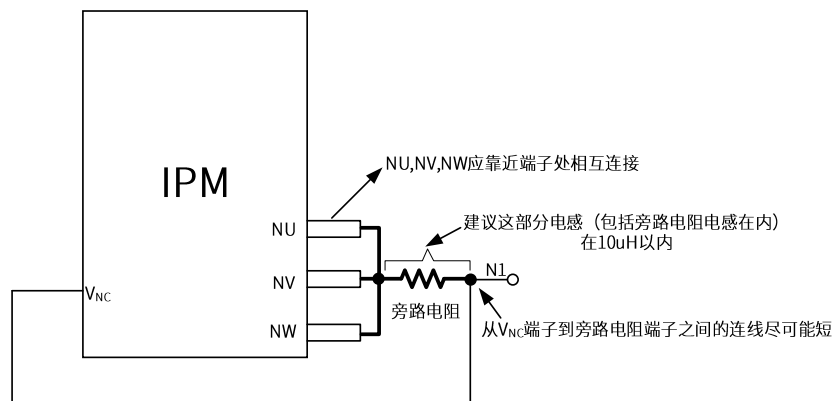 NU,NV,NW应靠近端子处相互连接
IPM
建议这部分电感（包括旁路电阻电感在内）
在10uH以内
NU
N1
NV
VNC
旁路电阻
NW
从VNC端子到旁路电阻端子之间的连线尽可能短